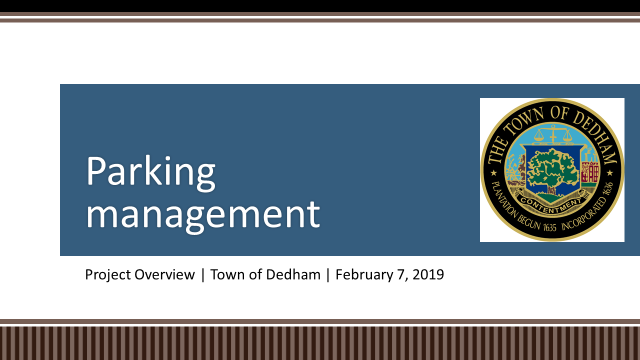 Parking
management
THE TOWN OF DEDHAM
CONTENTMENT
PLANTATION BEGUN 1635 INCORPORATED 1636
Project Overview | Town of Dedham | February 7, 2019